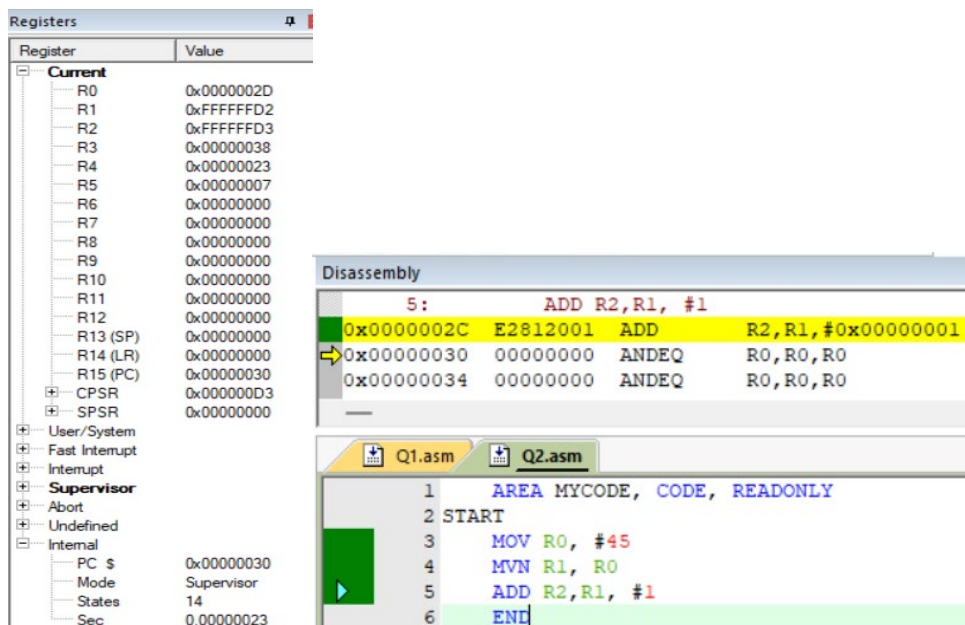 Registers
Register Value
Current
R0 0x0000002D
R1 0xFFFFFFD2
R2 0xFFFFFFD3
R3 0x00000038
R4 0x00000023
R5 0x00000007
R6 0x00000000
R7 0x00000000
R8 0x00000000
R9 0x00000000
R10 0x00000000
R11 0x00000000
R12 0x00000000
R13 (SP) 0x00000000
R14 (LR) 0x00000000
R15 (PC) 0x00000030
CPSR 0x000000D3
SPSR 0x00000000
User/System
Fast Interrupt
Interrupt
Supervisor
Abort
Undefined
Internal
PC $ 0x00000030
Mode Supervisor
States 14
Sec 0.00000023
Disassembly
5: ADD R2,R1, #1
0x0000002C E2812001 ADD R2,R1,#0x00000001
0x00000030 00000000 ANDEQ R0,R0,R0
0x00000034 00000000 ANDEQ R0,R0,R0
Q1.asm Q2.asm
1 AREA MYCODE, CODE, READONLY
2 START
3 MOV R0, #45
4 MVN R1, R0
5 ADD R2,R1, #1
6 END